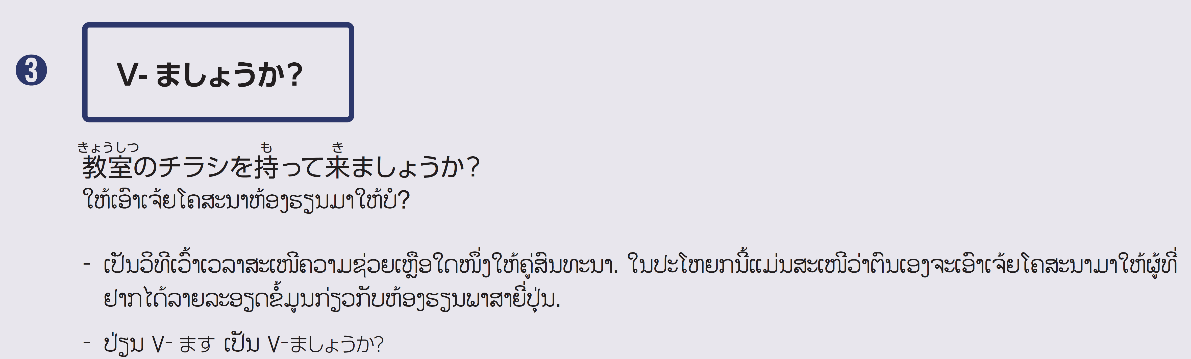 3
V- ましょうか?
きょうしつ も き
教室のチラシを持って来ましょうか?
ໃຫ້ເອົາເຈ້ຍໂຄສະນາຫ້ອງຮຽນມາໃຫ້ບໍ?
- ເປັນວິທີເວົ້າເວລາສະເໜີຄວາມຊ່ວຍເຫຼືອໃດໜຶ່ງໃຫ້ຄູ່ສົນທະນາ. ໃນປະໂຫຍກນີ້ແມ່ນສະເໜີວ່າຕົນເອງຈະເອົາເຈ້ຍໂຄສະນາມາໃຫ້ຜູ້ທີ່
ຢາກໄດ້ລາຍລະອຽດຂໍ້ມູນກ່ຽວກັບຫ້ອງຮຽນພາສາຍີ່ປຸ່ນ.
- ປ່ຽນ V- ます ເປັນ V-ましょうか?